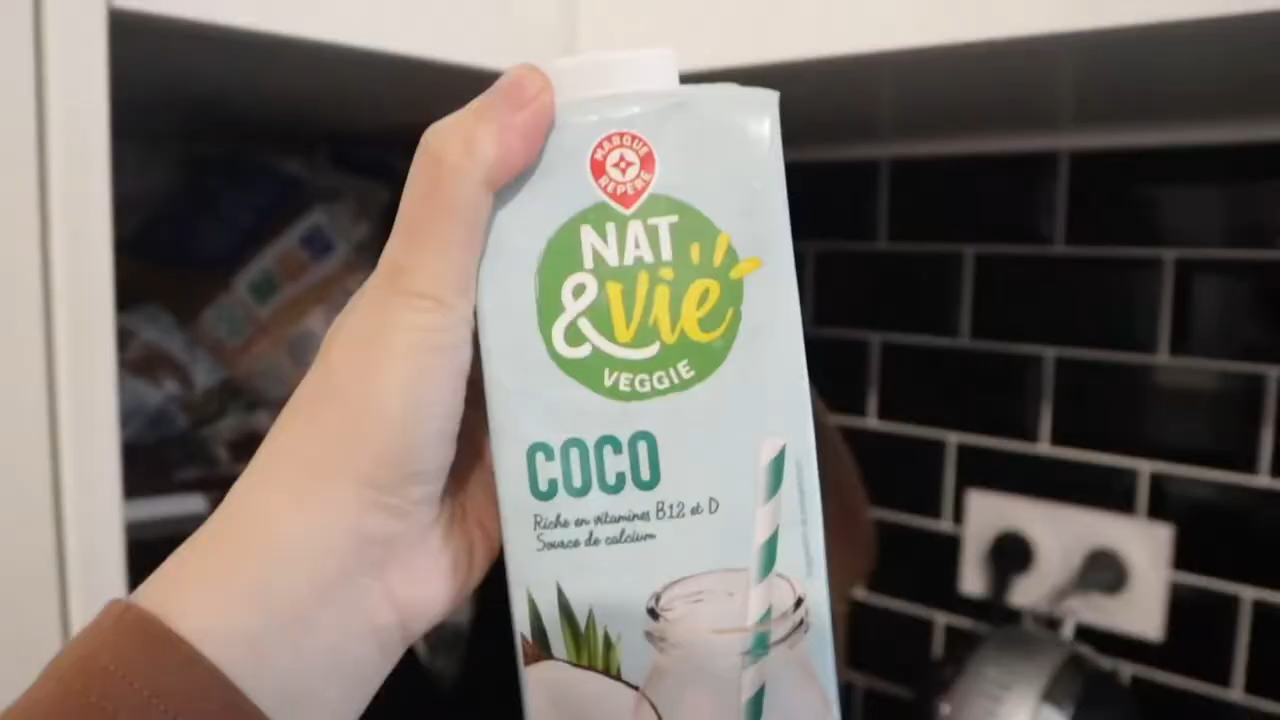 MARQUE
REPÈRE
NAT
&vie
VEGGIE
COCO
Riche en vitamines B12 et D
Source de calcium